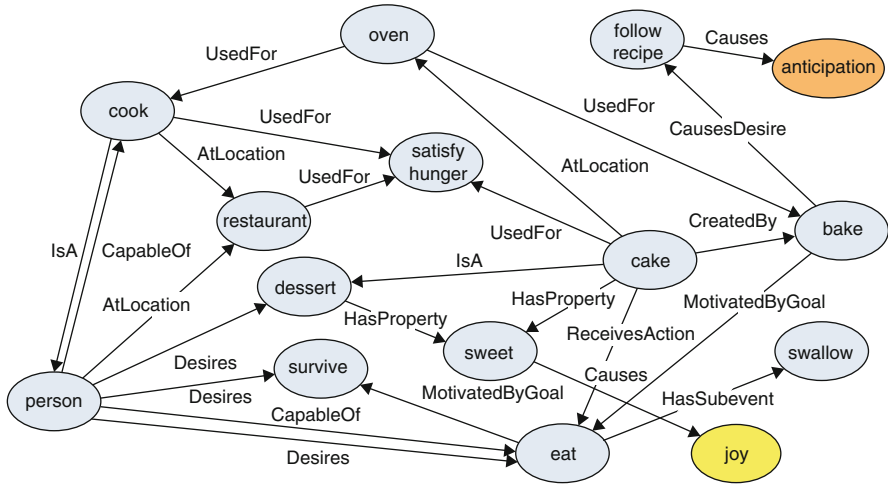 oven
follow
recipe
Causes
anticipation
UsedFor
cook
UsedFor
UsedFor
CausesDesire
AtLocation
satisfy
hunger
AtLocation
UsedFor
restaurant
CreatedBy
bake
UsedFor
IsA
CapableOf
IsA
cake
dessert
AtLocation
HasProperty
MotivatedByGoal
HasProperty
ReceivesAction
sweet
swallow
Desires
survive
Causes
MotivatedByGoal
person
Desires
HasSubevent
CapableOf
eat
joy
Desires